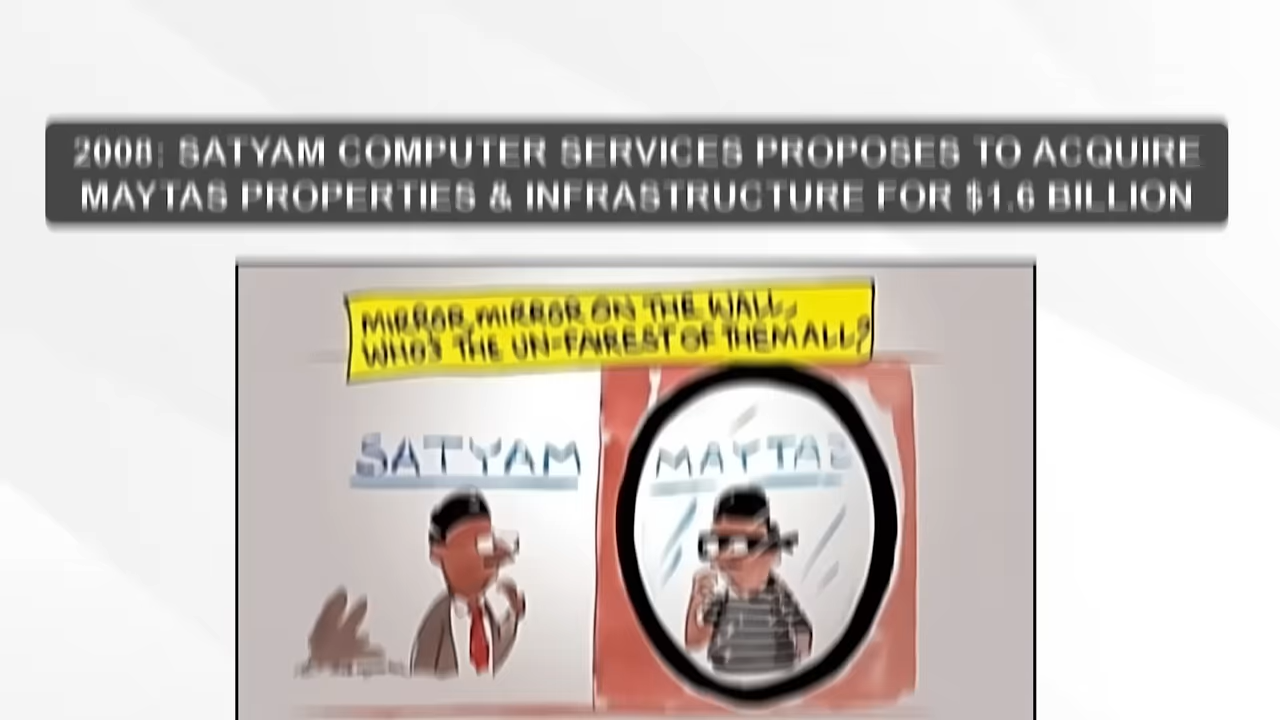 2008: SATYAM COMPUTER SERVICES PROPOSES TO ACQUIRE
MAYTAS PROPERTIES & INFRASTRUCTURE FOR $1.6 BILLION
MIRROR, MIRROR ON THE WALL,
WHO'S THE UN-FAIREST OF THEM ALL?
SATYAM
MAYTAS